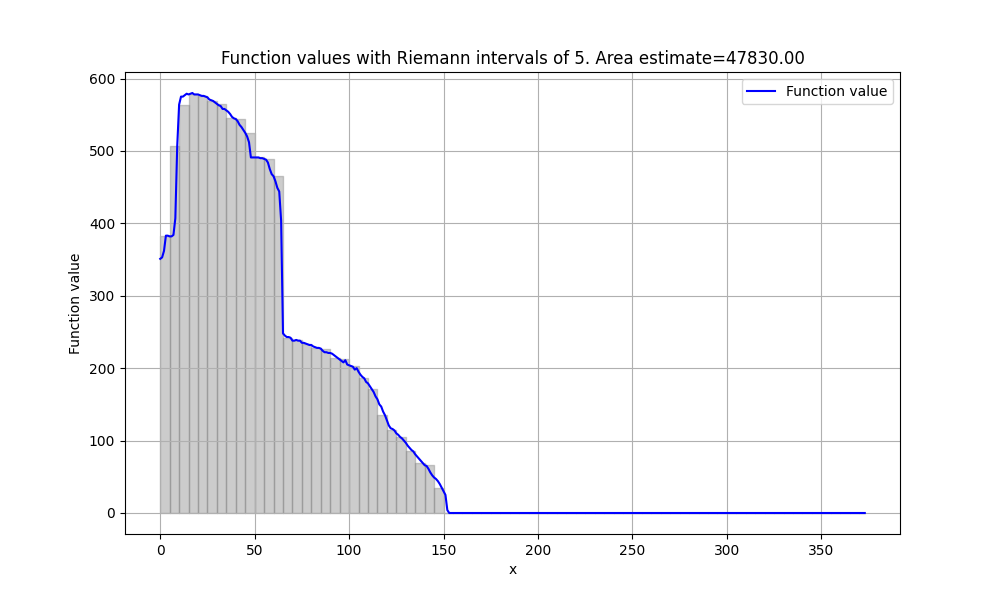 Function values with Riemann intervals of 5. Area estimate=47830.00
Function value
600
500
400
300
200
100
0
Function value
0 50 100 150 200 250 300 350
x